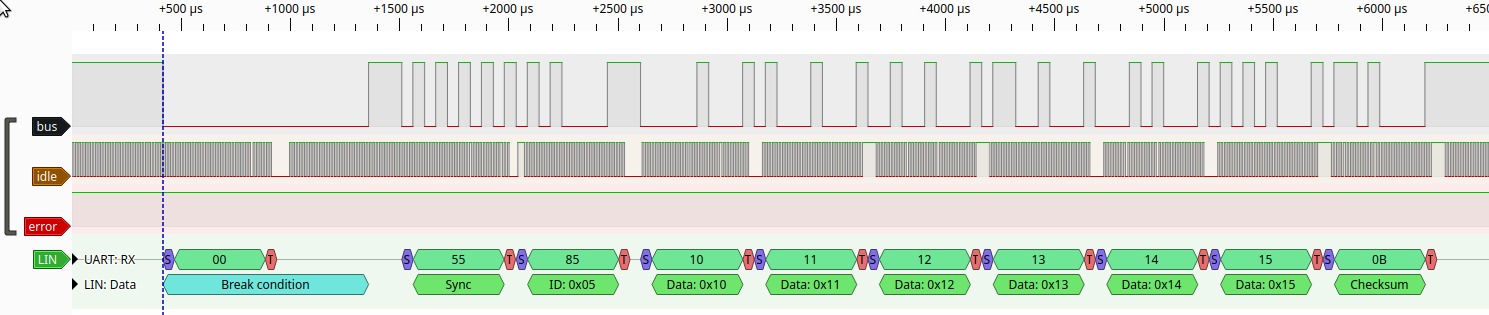 +500 µs +1000 µs +1500 µs +2000 µs +2500 µs +3000 µs +3500 µs +4000 µs +4500 µs +5000 µs +5500 µs +6000 µs +650
bus
idle
error
LIN UART: RX S 00 T S 55 T S 85 T S 10 T S 11 T S 12 T S 13 T S 14 T S 15 T S 0B T
LIN: Data Break condition Sync ID: 0x05 Data: 0x10 Data: 0x11 Data: 0x12 Data: 0x13 Data: 0x14 Data: 0x15 Checksum